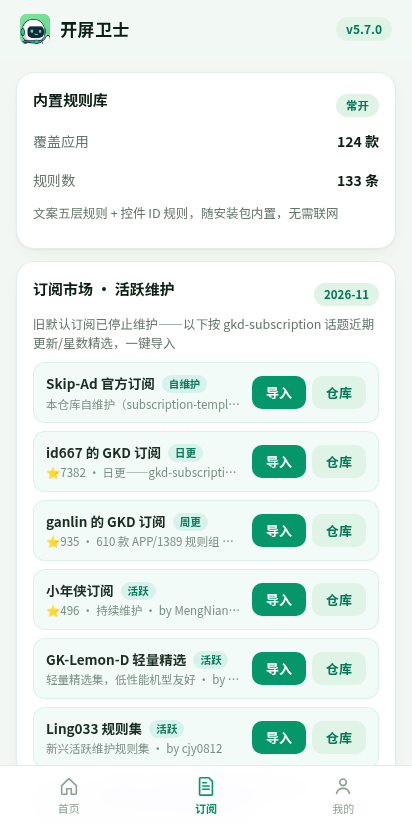 开屏卫士
v5.7.0
内置规则库
常开
覆盖应用
124 款
规则数
133 条
文案五层规则 + 控件 ID 规则，随安装包内置，无需联网
订阅市场 · 活跃维护
2026-11
旧默认订阅已停止维护——以下按 gkd-subscription 话题近期
更新/星数精选，一键导入
Skip-Ad 官方订阅 自维护
本仓库自维护（subscription-templ…
导入 仓库
id667 的 GKD 订阅 日更
⭐7382 · 日更——gkd-subscripti…
导入 仓库
ganlin 的 GKD 订阅 周更
⭐935 · 610 款 APP/1389 规则组 …
导入 仓库
小年侠订阅 活跃
⭐496 · 持续维护 · by MengNian…
导入 仓库
GK-Lemon-D 轻量精选 活跃
轻量精选集，低性能机型友好 · by …
导入 仓库
Ling033 规则集 活跃
新兴活跃维护规则集 · by cjy0812
导入 仓库
首页 订阅 我的